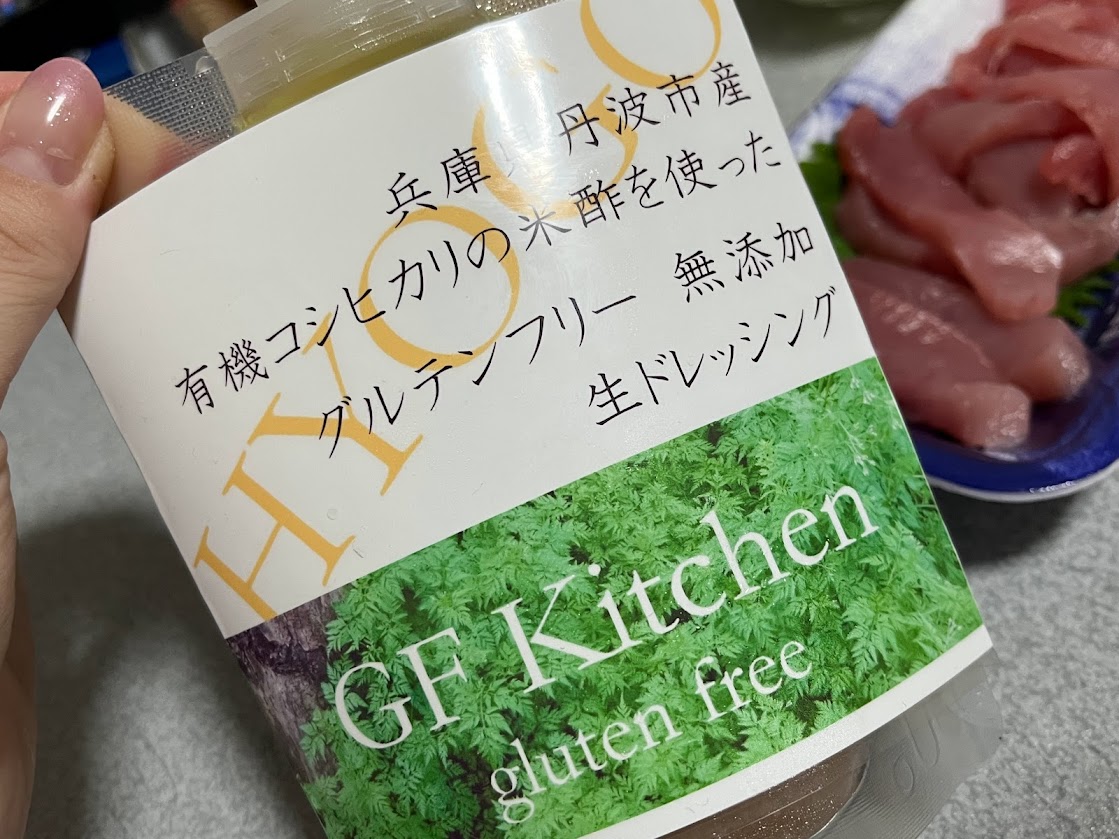 HYOGO
兵庫県 丹波市産
有機コシヒカリの米酢を使った
グルテンフリー 無添加
生ドレッシング
GF Kitchen
gluten free